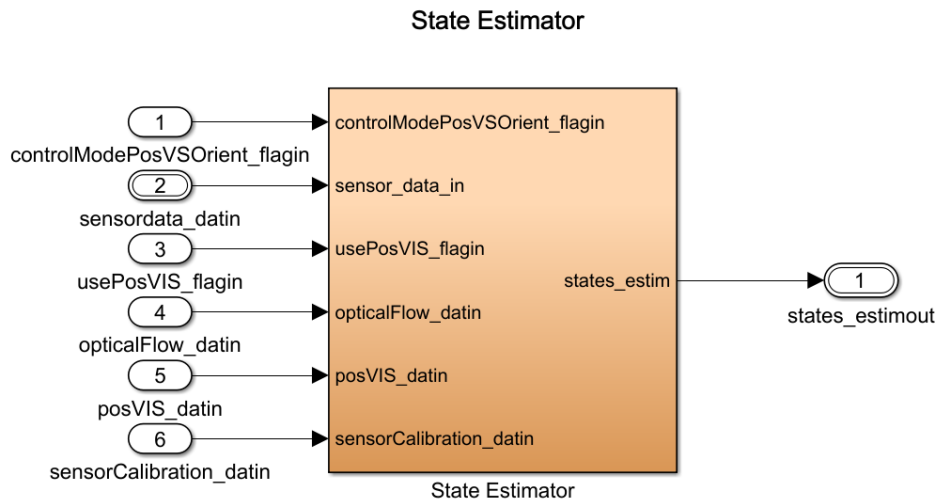 State Estimator
1
controlModePosVSOrient_flagin
controlModePosVSOrient_flagin
2
sensor_data_in
sensordata_datin
3
usePosVIS_flagin
usePosVIS_flagin
states_estim
1
states_estimout
4
opticalFlow_datin
opticalFlow_datin
5
posVIS_datin
posVIS_datin
6
sensorCalibration_datin
sensorCalibration_datin
State Estimator